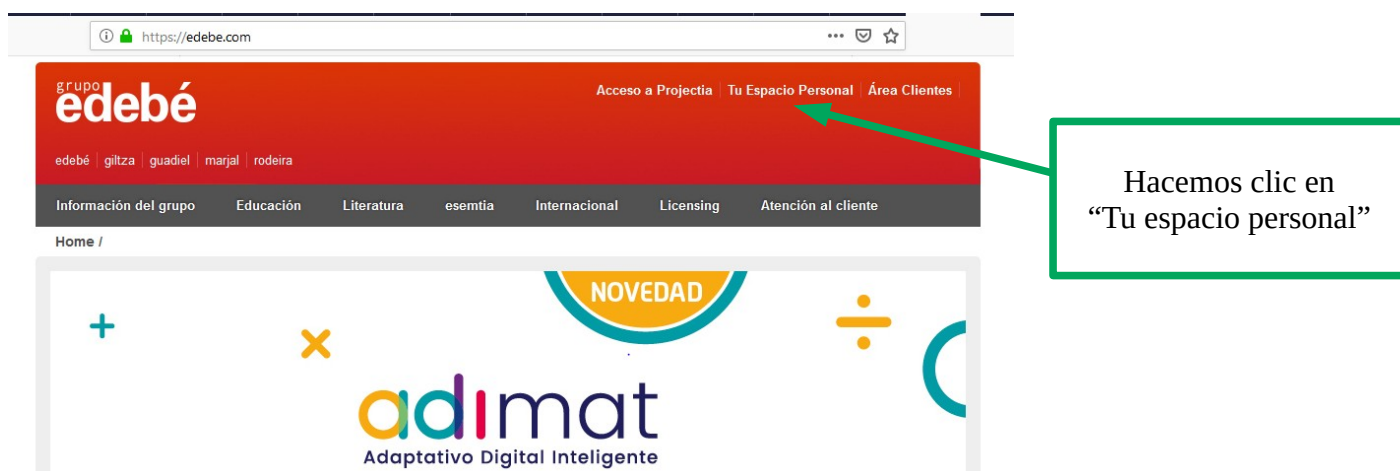 https://edebe.com
grupo
edebé
Acceso a Projectia | Tu Espacio Personal | Área Clientes |
edebé | giltza | guadiel | marjal | rodeira
Información del grupo Educación Literatura esemtia Internacional Licensing Atención al cliente
Home /
Hacemos clic en
“Tu espacio personal”
NOVEDAD
adimat
Adaptativo Digital Inteligente